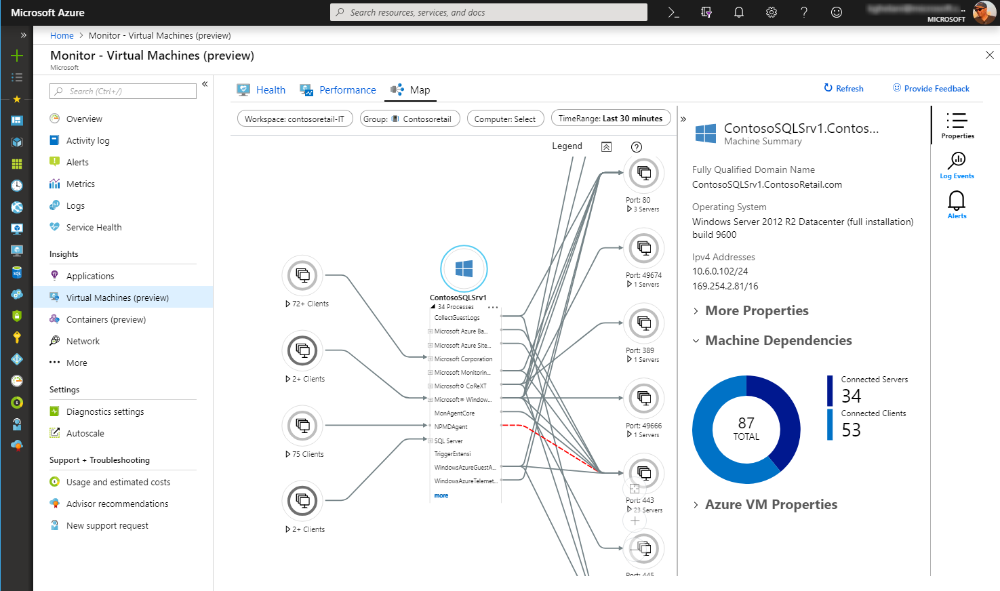 Microsoft Azure
Search resources, services, and docs
MICROSOFT
Home > Monitor - Virtual Machines (preview)
Monitor - Virtual Machines (preview)
Microsoft
Search (Ctrl+/)
Overview
Activity log
Alerts
Metrics
Logs
Service Health
Insights
Applications
Virtual Machines (preview)
Containers (preview)
Network
More
Settings
Diagnostics settings
Autoscale
Support + Troubleshooting
Usage and estimated costs
Advisor recommendations
New support request
SQL
Health
Performance
Map
Refresh
Provide Feedback
Workspace: contosoretail-IT
Group: Contosoretail
Computer: Select
TimeRange: Last 30 minutes
Legend
72+ Clients
2+ Clients
75 Clients
2+ Clients
ContosoSQLSrv1
34 Processes
CollectGuestLogs
Microsoft Azure Ba...
Microsoft Azure Site...
Microsoft Corporation
Microsoft Monitorin...
Microsoft® CoReXT
Microsoft® Window...
MonAgentCore
NPMDAgent
SQL Server
TriggerExtensi
WindowsAzureGuestA...
WindowsAzureTelemet...
more
Port: 80
3 Servers
Port: 49674
1 Servers
Port: 389
1 Servers
Port: 49666
1 Servers
Port: 443
23 Servers
Port: 445
ContosoSQLSrv1.Contos...
Machine Summary
Fully Qualified Domain Name
ContosoSQLSrv1.ContosoRetail.com
Operating System
Windows Server 2012 R2 Datacenter (full installation)
build 9600
Ipv4 Addresses
10.6.0.102/24
169.254.2.81/16
More Properties
Machine Dependencies
87
TOTAL
Connected Servers
34
Connected Clients
53
Azure VM Properties
Properties
Log Events
Alerts